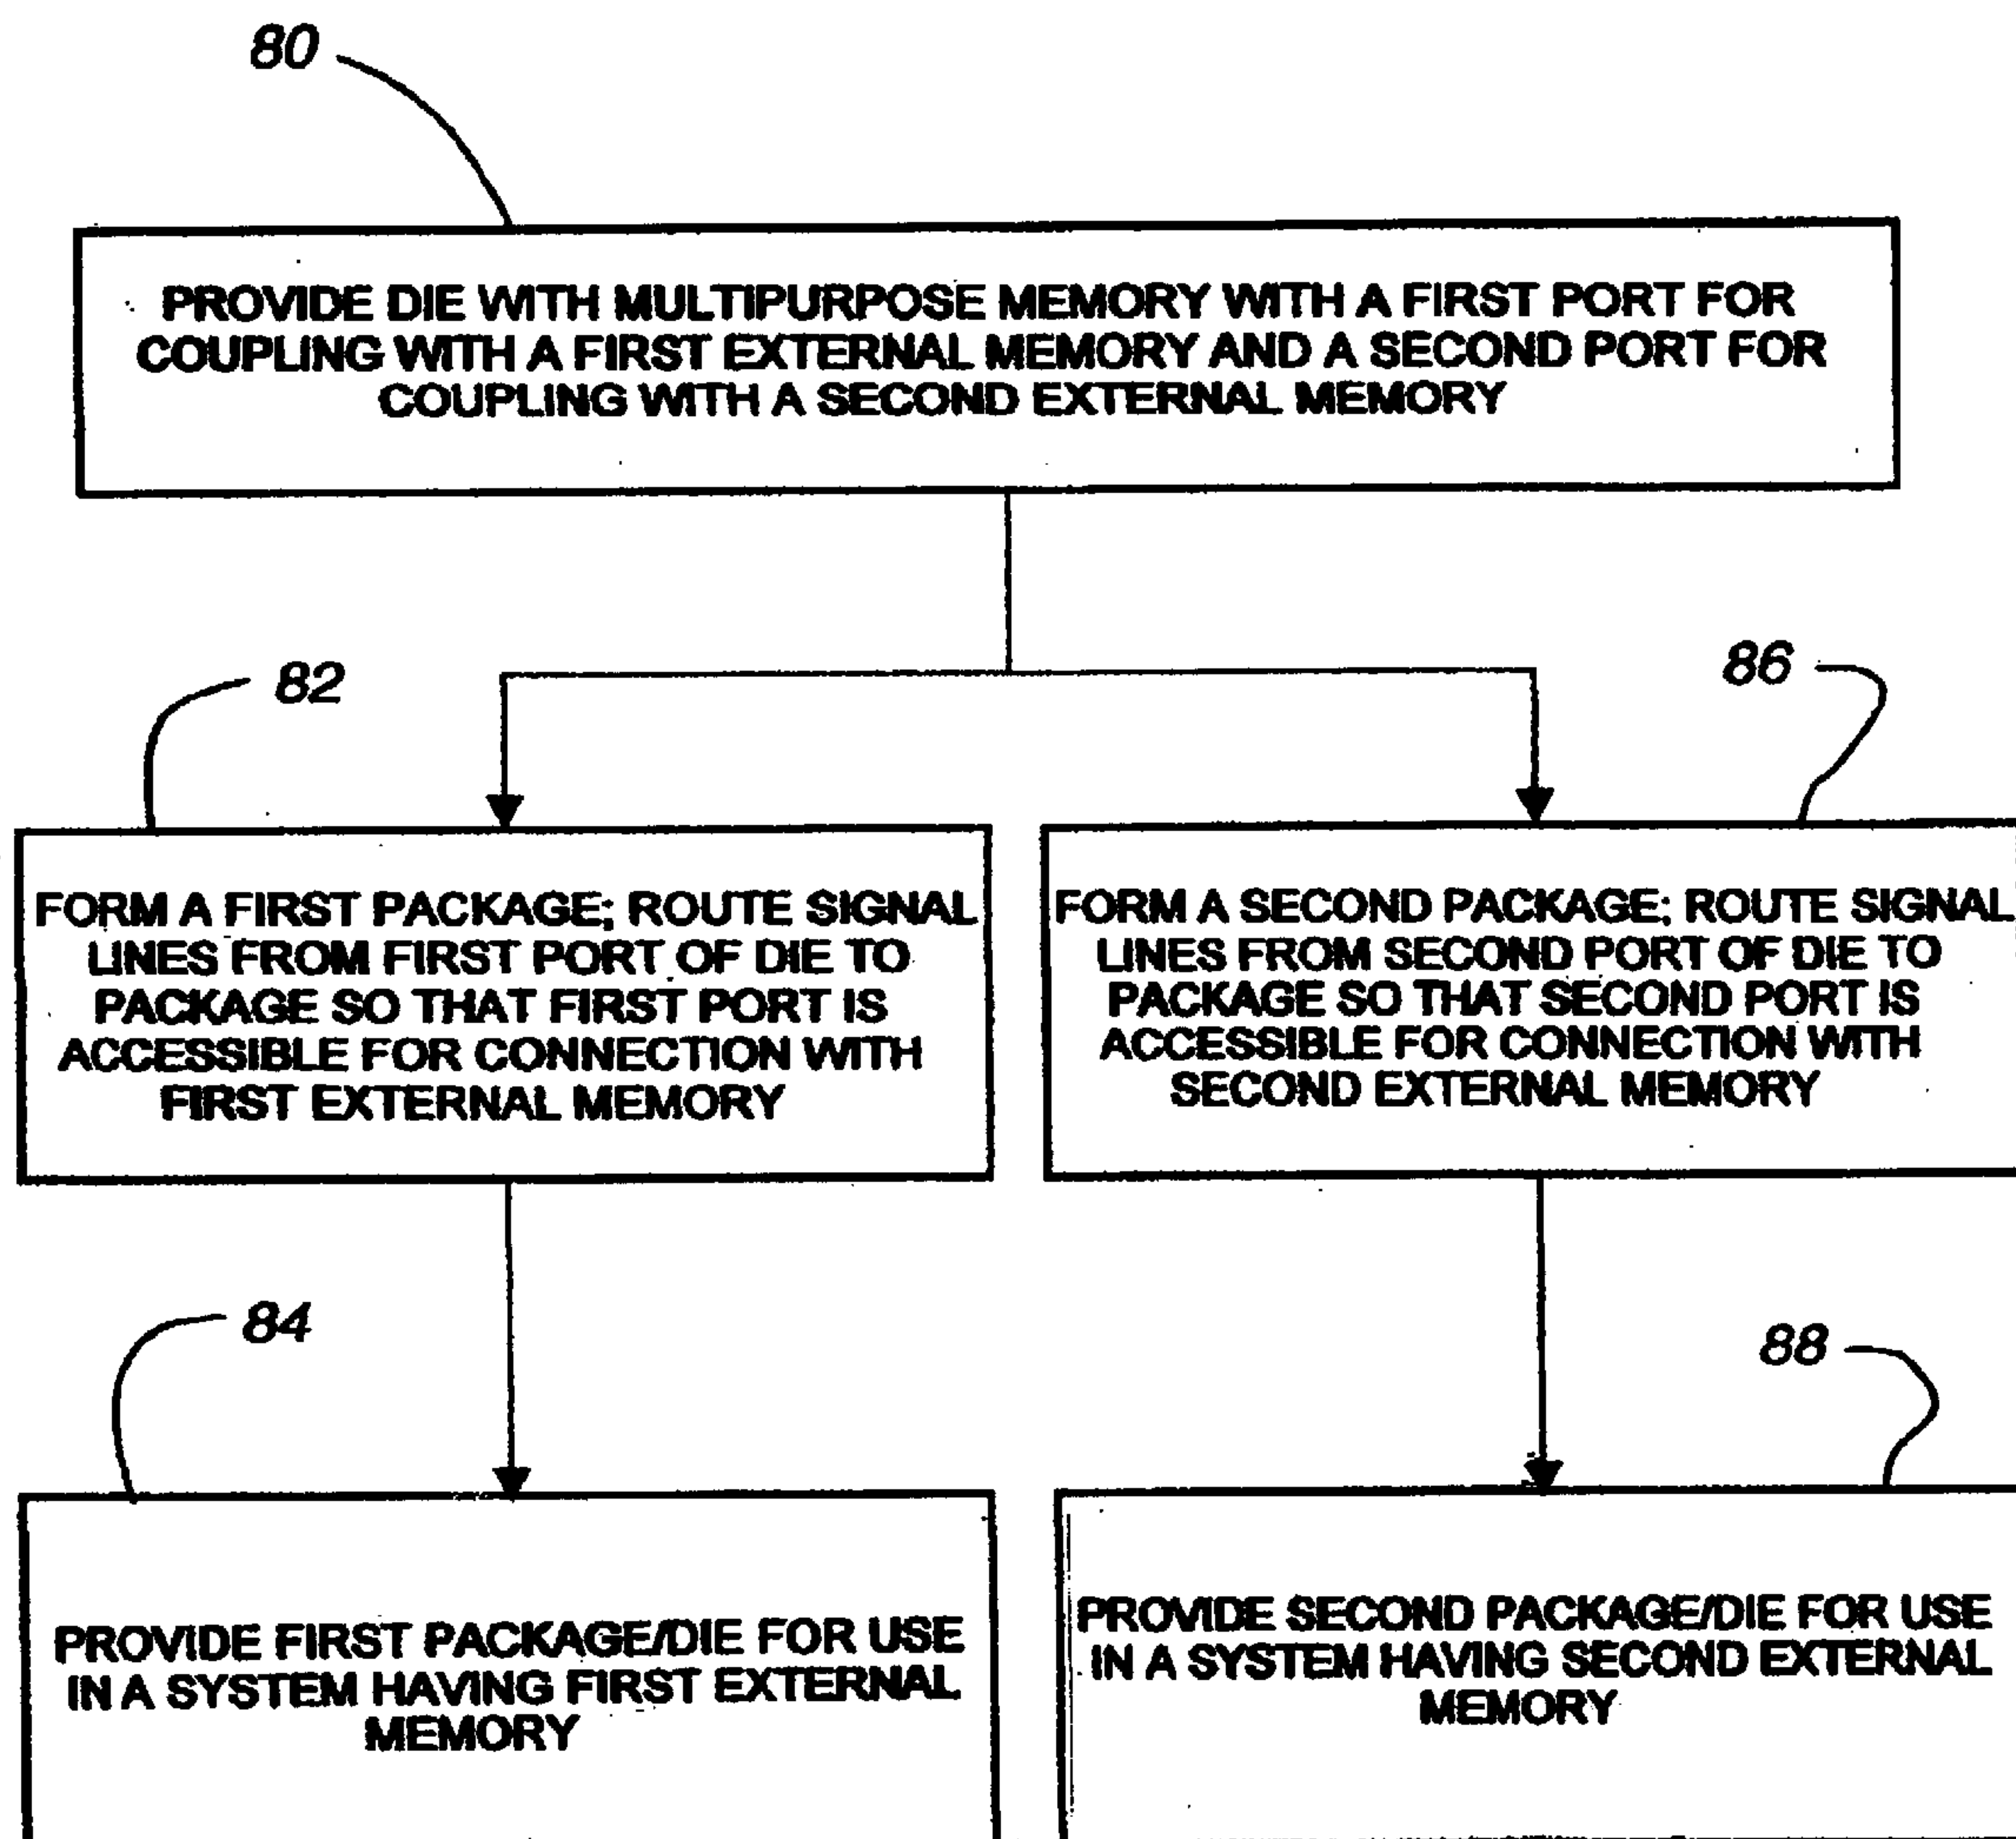 80
PROVIDE DIE WITH MULTIPURPOSE MEMORY WITH A FIRST PORT FOR
COUPLING WITH A FIRST EXTERNAL MEMORY AND A SECOND PORT FOR
COUPLING WITH A SECOND EXTERNAL MEMORY
82
FORM A FIRST PACKAGE; ROUTE SIGNAL
LINES FROM FIRST PORT OF DIE TO
PACKAGE SO THAT FIRST PORT IS
ACCESSIBLE FOR CONNECTION WITH
FIRST EXTERNAL MEMORY
86
FORM A SECOND PACKAGE; ROUTE SIGNAL
LINES FROM SECOND PORT OF DIE TO
PACKAGE SO THAT SECOND PORT IS
ACCESSIBLE FOR CONNECTION WITH
SECOND EXTERNAL MEMORY
84
PROVIDE FIRST PACKAGE/DIE FOR USE
IN A SYSTEM HAVING FIRST EXTERNAL
MEMORY
88
PROVIDE SECOND PACKAGE/DIE FOR USE
IN A SYSTEM HAVING SECOND EXTERNAL
MEMORY